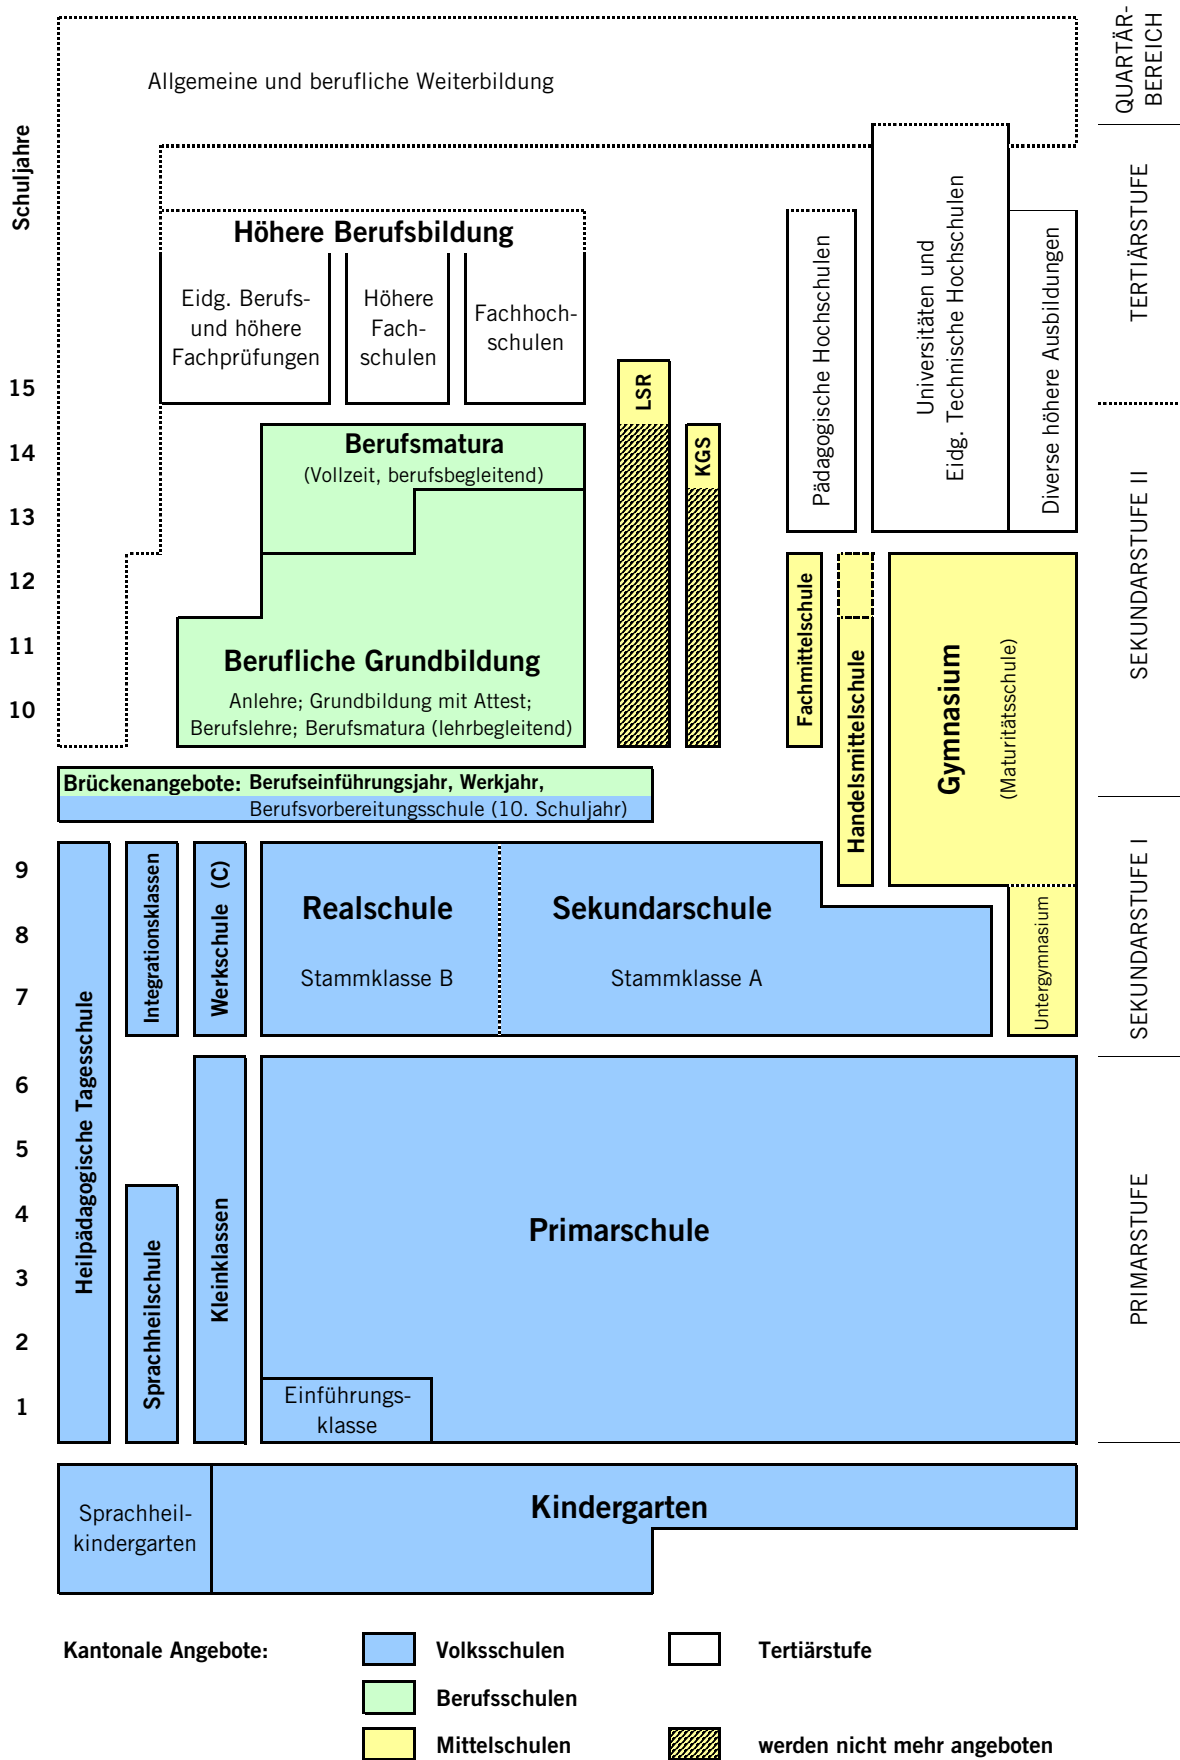 QUARTÄR-
BEREICH
Allgemeine und berufliche Weiterbildung
Schuljahre
TERTIÄRSTUFE
Höhere Berufsbildung
Eidg. Berufs-
und höhere
Fachprüfungen
Höhere
Fach-
schulen
Fachhoch-
schulen
Pädagogische Hochschulen
Universitäten und
Eidg. Technische Hochschulen
Diverse höhere Ausbildungen
15
LSR
14
Berufsmatura
(Vollzeit, berufsbegleitend)
KGS
13
SEKUNDARSTUFE II
12
11
Berufliche Grundbildung
10
Anlehre; Grundbildung mit Attest;
Berufslehre; Berufsmatura (lehrbegleitend)
Fachmittelschule
Handelsmittelschule
Gymnasium
(Maturitätsschule)
Brückenangebote: Berufseinführungsjahr, Werkjahr,
Berufsvorbereitungsschule (10. Schuljahr)
9
8
7
Heilpädagogische Tagesschule
Integrationsklassen
Werkschule (C)
Realschule
Stammklasse B
Sekundarschule
Stammklasse A
Untergymnasium
SEKUNDARSTUFE I
6
5
4
3
2
1
Sprachheilschule
Kleinklassen
Primarschule
Einführungs-
klasse
PRIMARSTUFE
Sprachheil-
kindergarten
Kindergarten
Kantonale Angebote:
Volksschulen
Tertiärstufe
Berufsschulen
Mittelschulen
werden nicht mehr angeboten